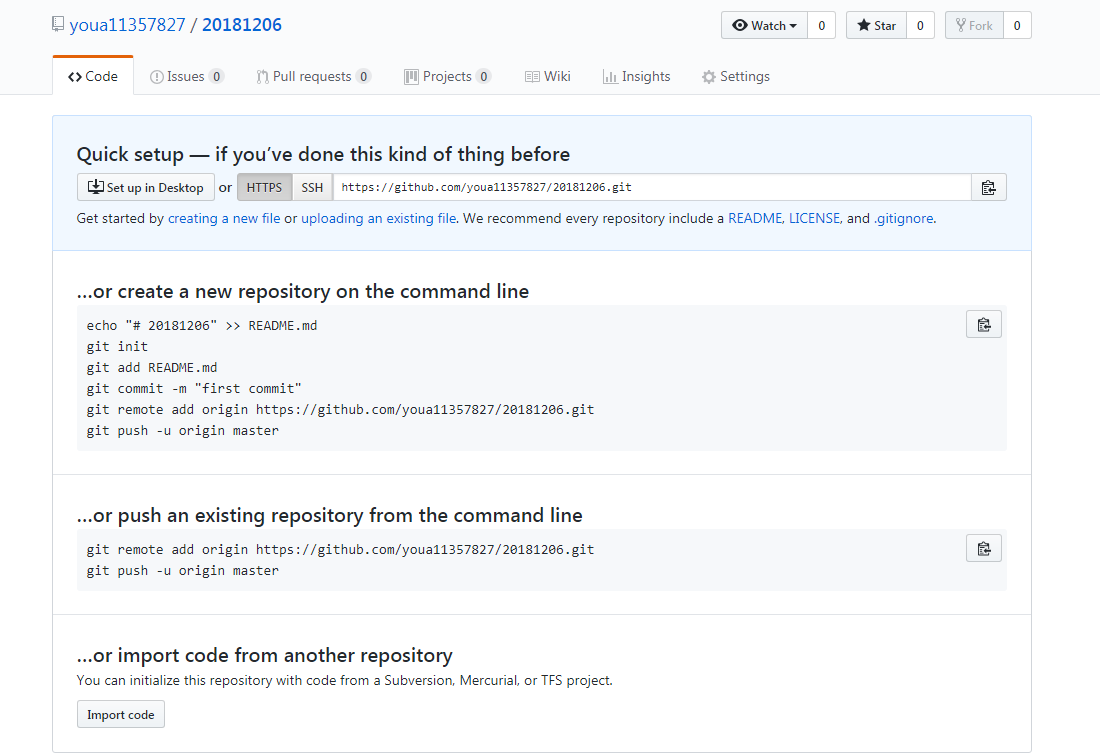 youa11357827 / 20181206
Watch 0 Star 0 Fork 0
Code Issues 0 Pull requests 0 Projects 0 Wiki Insights Settings
Quick setup — if you’ve done this kind of thing before
Set up in Desktop or HTTPS SSH https://github.com/youa11357827/20181206.git
Get started by creating a new file or uploading an existing file. We recommend every repository include a README, LICENSE, and .gitignore.
…or create a new repository on the command line
echo "# 20181206" >> README.md
git init
git add README.md
git commit -m "first commit"
git remote add origin https://github.com/youa11357827/20181206.git
git push -u origin master
…or push an existing repository from the command line
git remote add origin https://github.com/youa11357827/20181206.git
git push -u origin master
…or import code from another repository
You can initialize this repository with code from a Subversion, Mercurial, or TFS project.
Import code